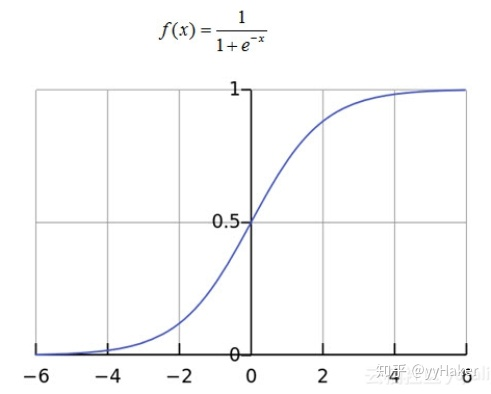 f(x) = 1 / (1 + e^{-x})
1
0.5
0
−6 −4 −2 0 2 4 6
知乎 @yyHaker